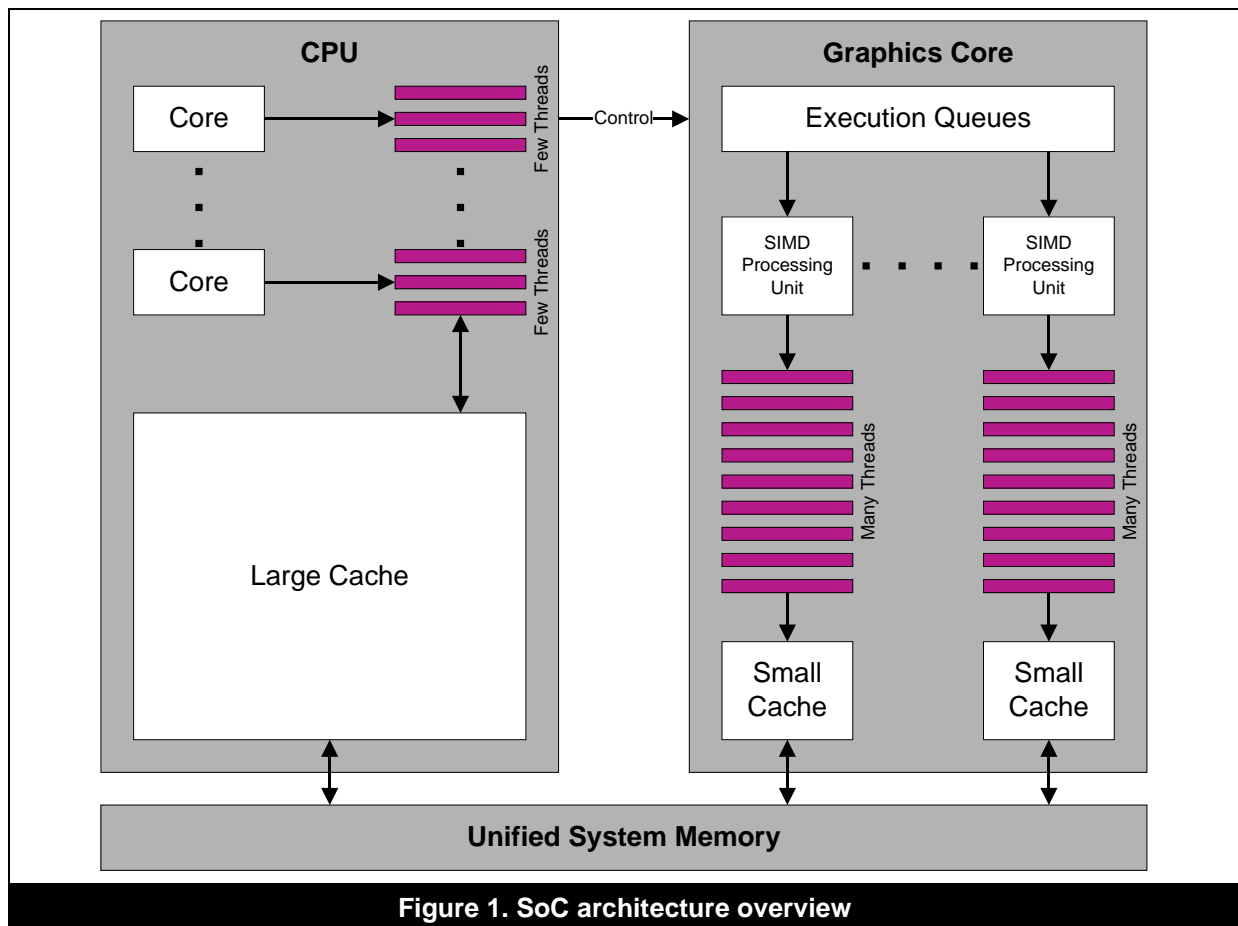 CPU
Core
Few Threads
Core
Few Threads
Large Cache
Control
Graphics Core
Execution Queues
SIMD
Processing
Unit
SIMD
Processing
Unit
Many Threads
Many Threads
Small
Cache
Small
Cache
Unified System Memory
Figure 1. SoC architecture overview